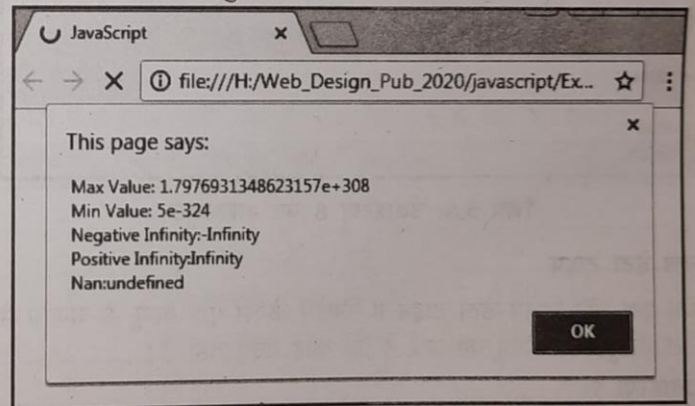 JavaScript
file:///H:/Web_Design_Pub_2020/javascript/Ex...
This page says:
Max Value: 1.7976931348623157e+308
Min Value: 5e-324
Negative Infinity:-Infinity
Positive Infinity:Infinity
Nan:undefined
OK